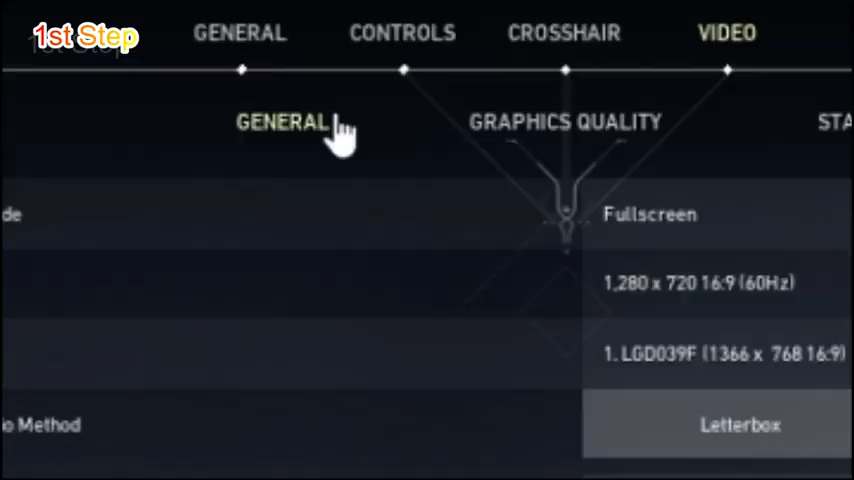 1st Step
GENERAL CONTROLS CROSSHAIR VIDEO
GENERAL GRAPHICS QUALITY STA
de Fullscreen
1,280 x 720 16:9 (60Hz)
1. LGD039F (1366 x 768 16:9)
o Method Letterbox